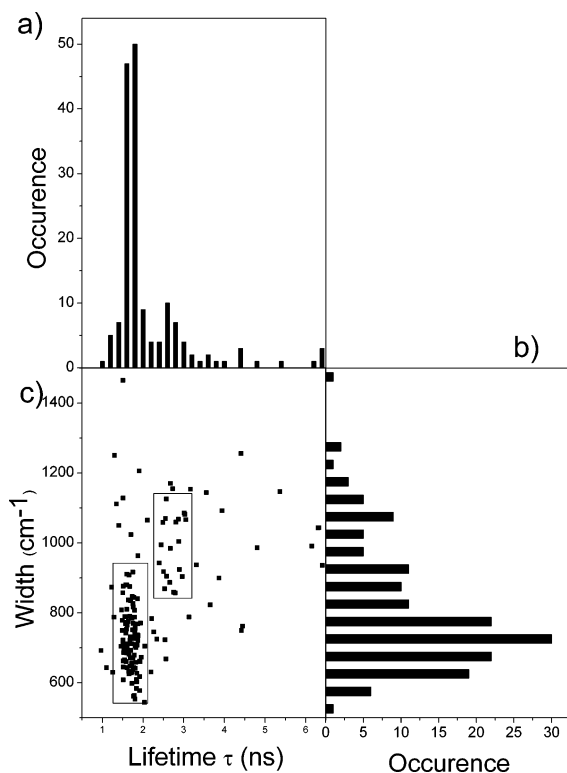 a)
50
40
30
20
10
0
Occurence
b)
c)
1400
1200
1000
800
600
Width (cm-1)
1 2 3 4 5 6
Lifetime τ (ns)
0 5 10 15 20 25 30
Occurence